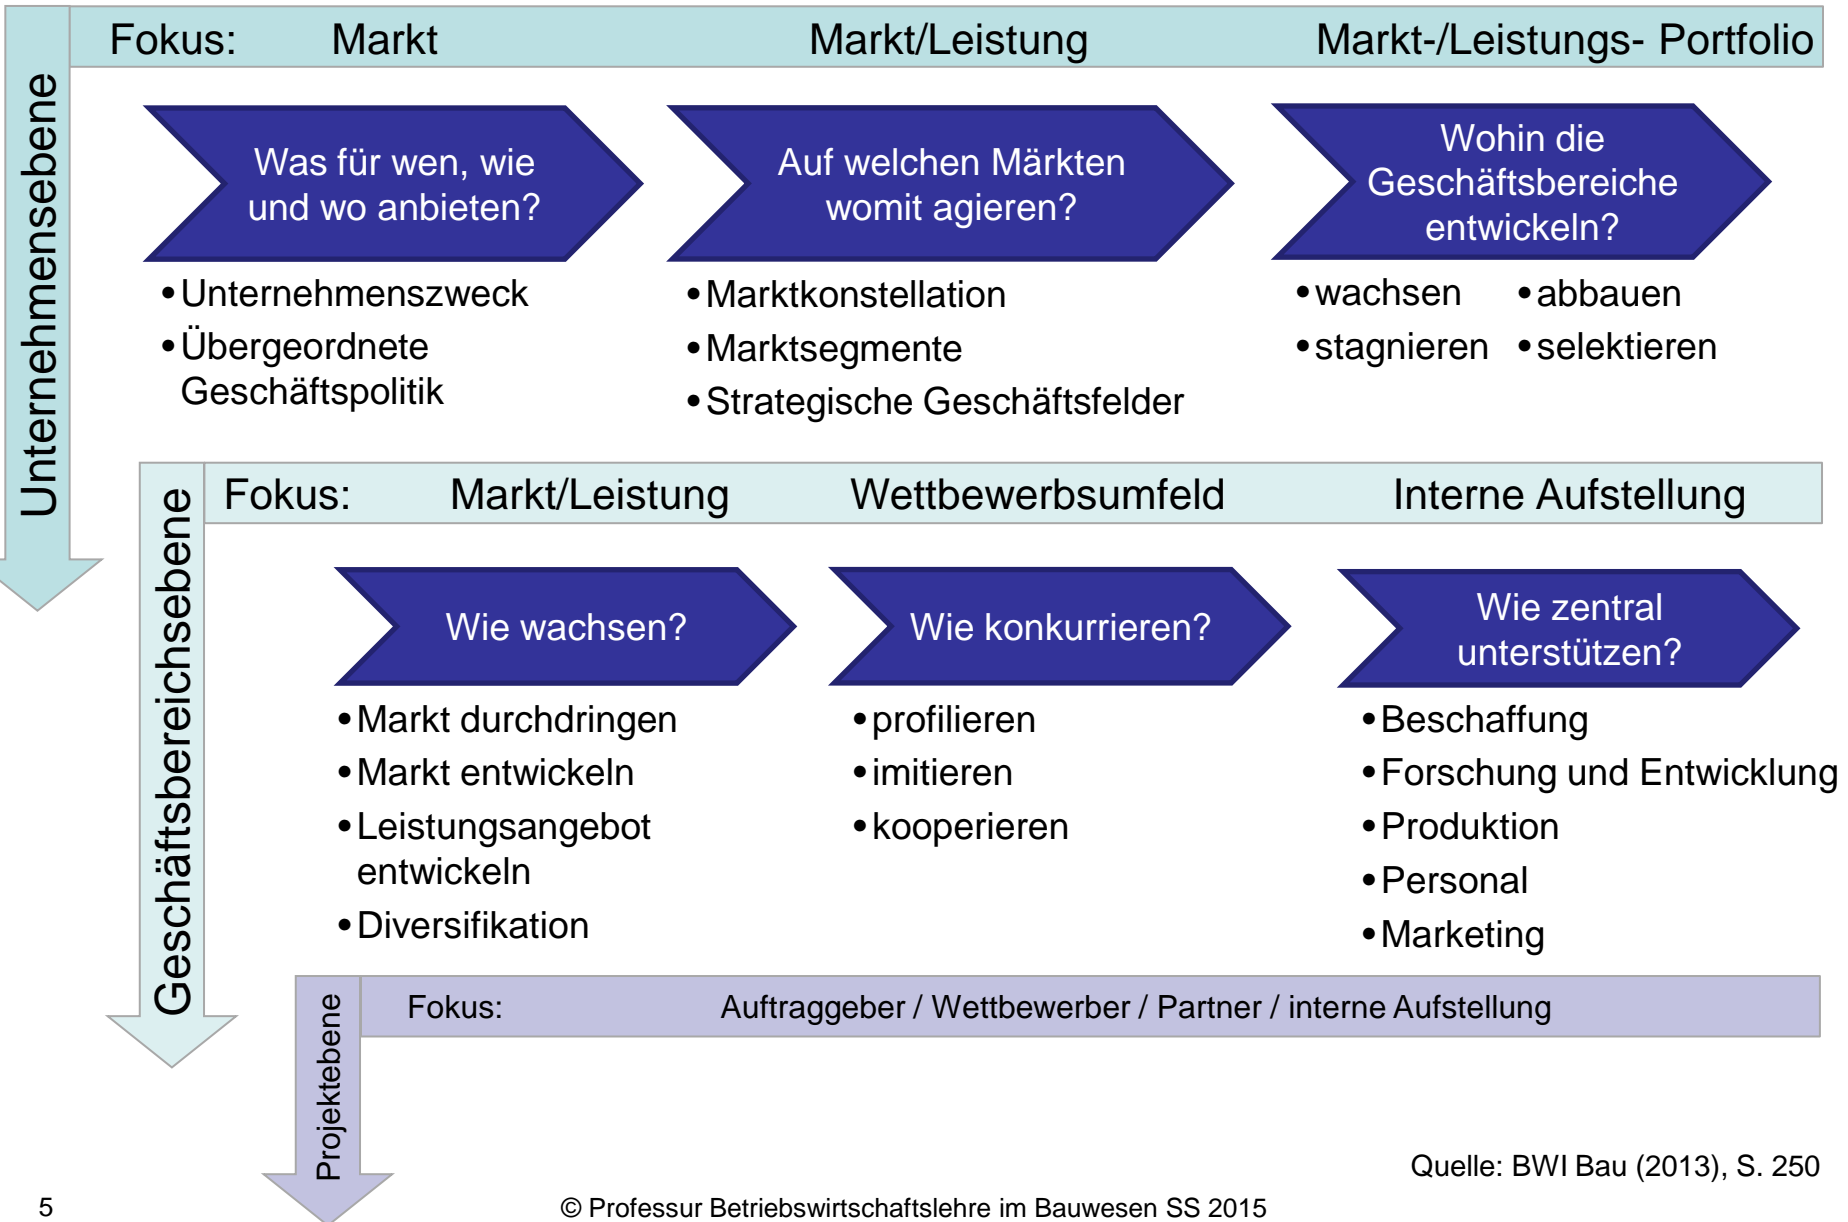 Fokus: Markt Markt/Leistung Markt-/Leistungs- Portfolio
Unternehmensebene
Was für wen, wie
und wo anbieten?
•Unternehmenszweck
•Übergeordnete
Geschäftspolitik
Auf welchen Märkten
womit agieren?
•Marktkonstellation
•Marktsegmente
•Strategische Geschäftsfelder
Wohin die
Geschäftsbereiche
entwickeln?
•wachsen •abbauen
•stagnieren •selektieren
Geschäftsbereichsebene
Fokus: Markt/Leistung Wettbewerbsumfeld Interne Aufstellung
Wie wachsen?
•Markt durchdringen
•Markt entwickeln
•Leistungsangebot
entwickeln
•Diversifikation
Wie konkurrieren?
•profilieren
•imitieren
•kooperieren
Wie zentral
unterstützen?
•Beschaffung
•Forschung und Entwicklung
•Produktion
•Personal
•Marketing
Projektebene
Fokus: Auftraggeber / Wettbewerber / Partner / interne Aufstellung
Quelle: BWI Bau (2013), S. 250
5 © Professur Betriebswirtschaftslehre im Bauwesen SS 2015